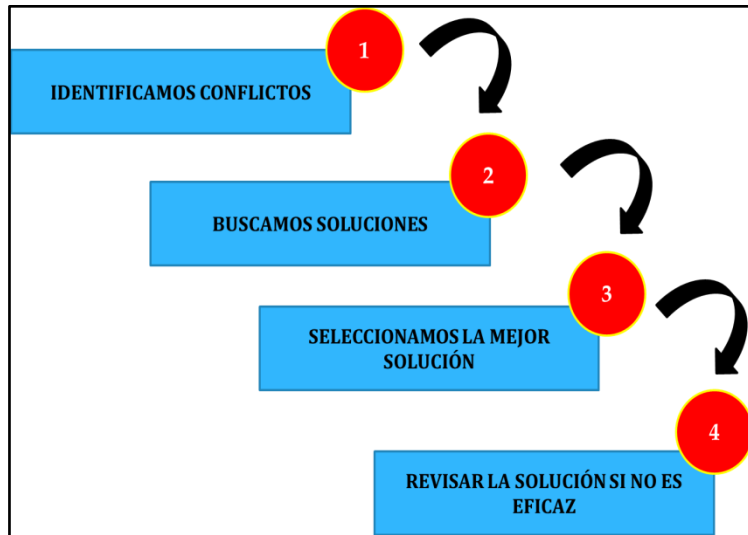 1
IDENTIFICAMOS CONFLICTOS
2
BUSCAMOS SOLUCIONES
3
SELECCIONAMOS LA MEJOR
SOLUCIÓN
4
REVISAR LA SOLUCIÓN SI NO ES
EFICAZ